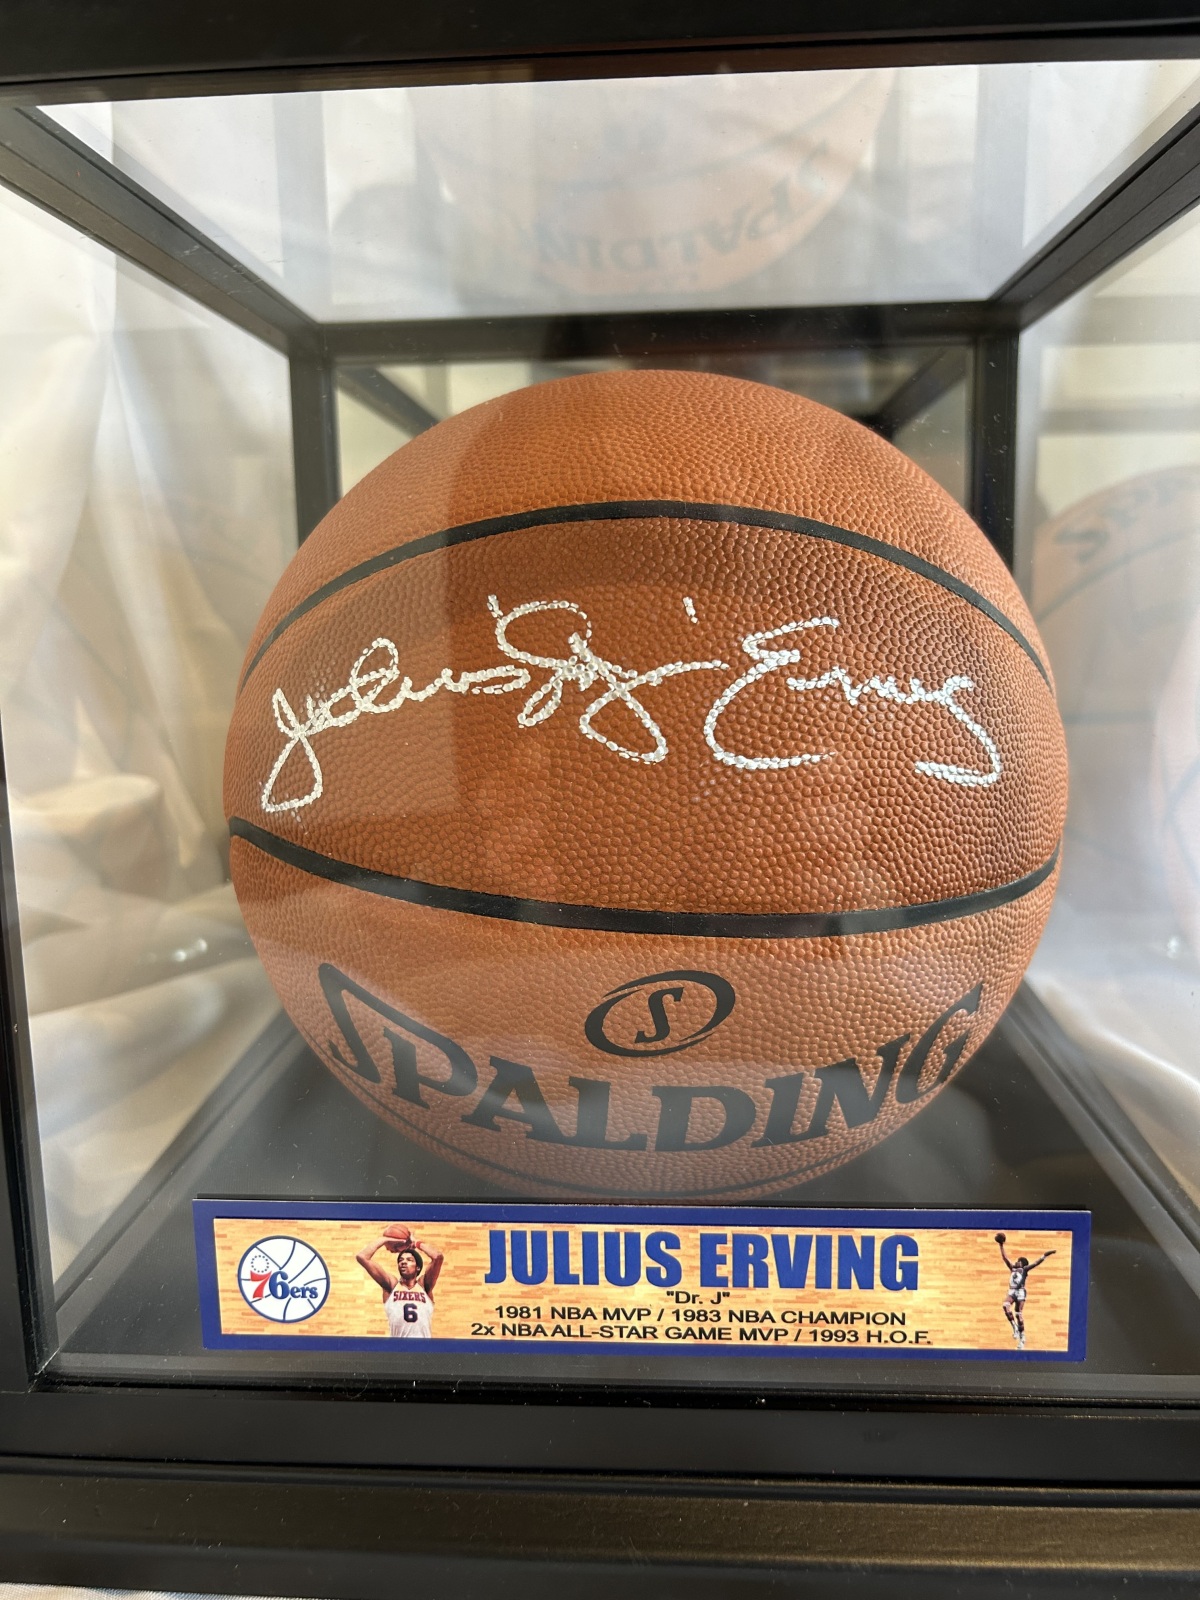 Julius "Dr. J" Erving
S
SPALDING
76ers
SIXERS
6
JULIUS ERVING
"Dr. J"
1981 NBA MVP / 1983 NBA CHAMPION
2x NBA ALL-STAR GAME MVP / 1993 H.O.F.